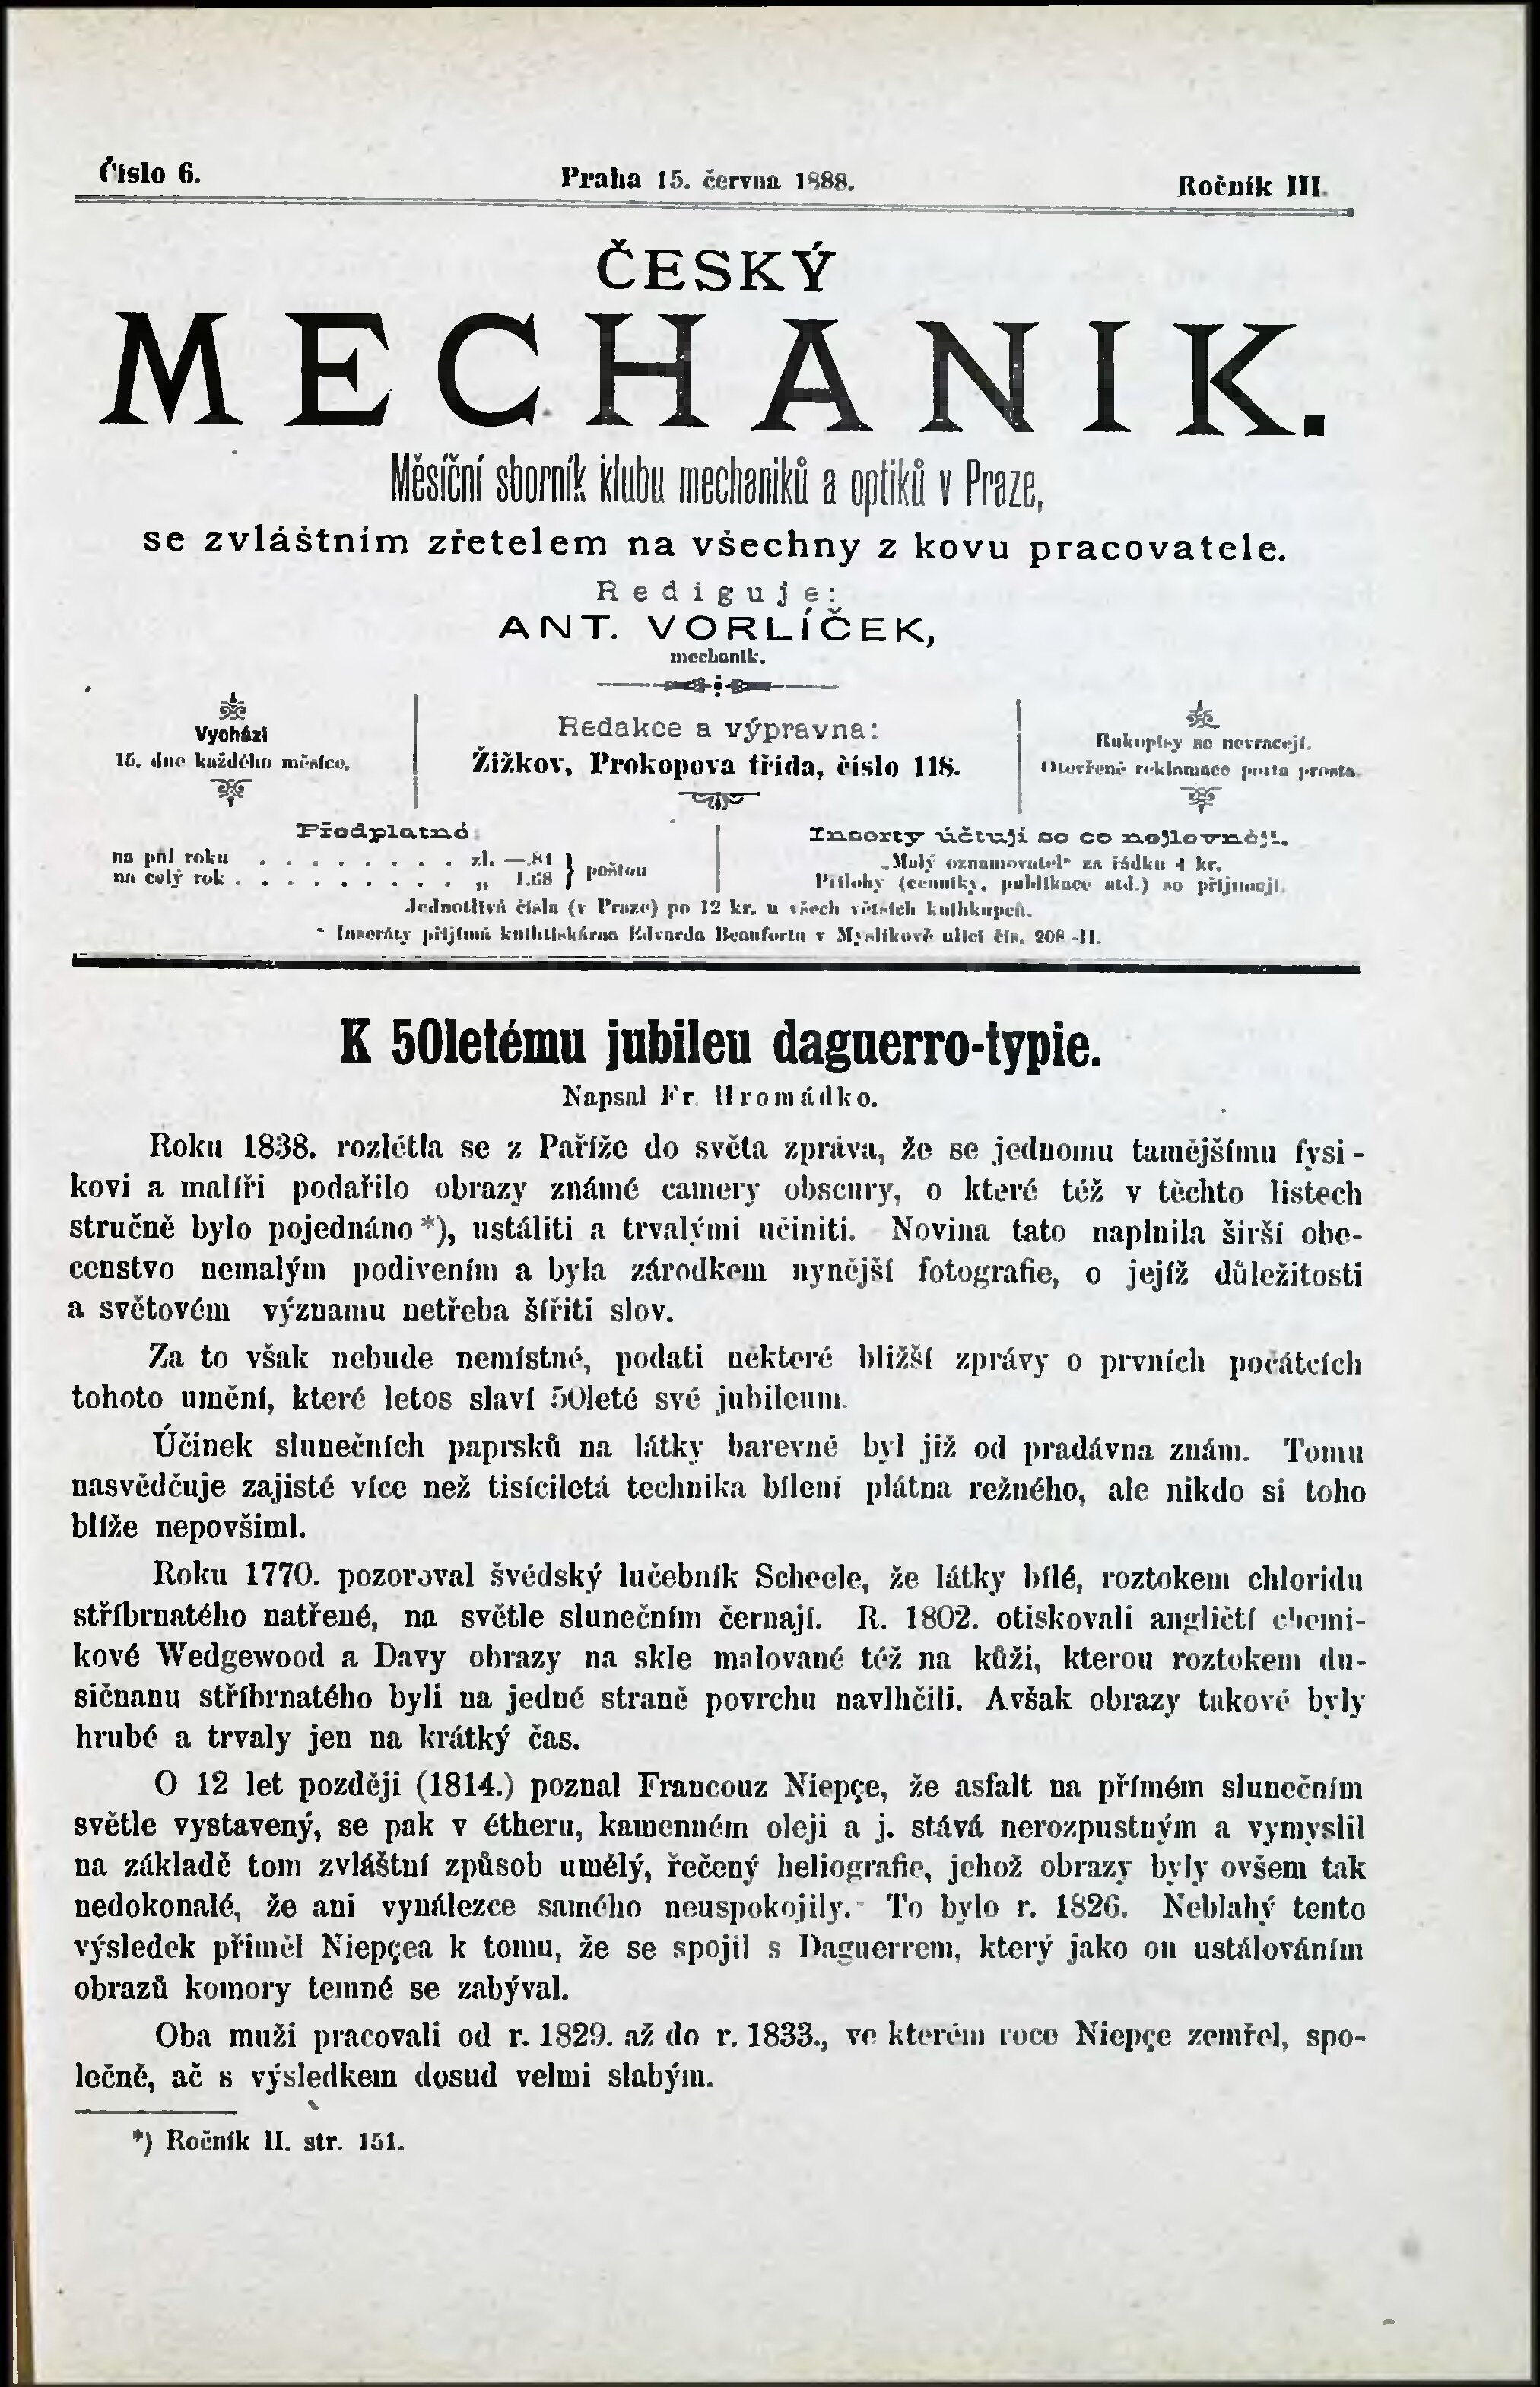 Číslo 6.
Praha 15. června 1888.
Ročník III.
ČESKÝ
MECHANIK.
Měsíční sborník klubu mechaniků a optiků v Praze,
se zvláštním zřetelem na všechny z kovu pracovatele.
Rediguje:
ANT. VORLÍČEK,
mechanik.
Vychází
15. dne každého měsíce.
Redakce a výpravna:
Žižkov, Prokopova třída, číslo 118.
Rukopisy se nevracejí.
Otevřené reklamace porta prosta.
Předplatné:
na půl roku . . . . . . . . . zl. —.84 } poštou
na celý rok . . . . . . . . . „ 1.68
Inserty účtují se co nejlevněji.
„Malý oznamovatel“ za řádku 4 kr.
Přílohy (cenníky, publikace atd.) se přijímají.
Jednotlivá čísla (v Praze) po 12 kr. u všech větších knihkupců.
Inseráty přijímá knihtiskárna Edvarda Beauforta v Myslíkově ulici čís. 208 -II.
K 50letému jubileu daguerro-typie.
Napsal Fr. Hromádko.
Roku 1838. rozlétla se z Paříže do světa zpráva, že se jednomu tamějšímu fysi-
kovi a malíři podařilo obrazy známé camery obscury, o které též v těchto listech
stručně bylo pojednáno*), ustáliti a trvalými učiniti. Novina tato naplnila širší obe-
censtvo nemalým podivením a byla zárodkem nynější fotografie, o jejíž důležitosti
a světovém významu netřeba šířiti slov.
Za to však nebude nemístné, podati některé bližší zprávy o prvních počátcích
tohoto umění, které letos slaví 50leté své jubileum.
Účinek slunečních paprsků na látky barevné byl již od pradávna znám. Tomu
nasvědčuje zajisté více než tisíciletá technika bílení plátna režného, ale nikdo si toho
blíže nepovšiml.
Roku 1770. pozoroval švédský lučebník Scheele, že látky bílé, roztokem chloridu
stříbrnatého natřené, na světle slunečním černají. R. 1802. otiskovali angličtí chemi-
kové Wedgewood a Davy obrazy na skle malované též na kůži, kterou roztokem du-
sičnanu stříbrnatého byli na jedné straně povrchu navlhčili. Avšak obrazy takové byly
hrubé a trvaly jen na krátký čas.
O 12 let později (1814.) poznal Francouz Niepçe, že asfalt na přímém slunečním
světle vystavený, se pak v étheru, kamenném oleji a j. stává nerozpustným a vymyslil
na základě tom zvláštní způsob umělý, řečený heliografie, jehož obrazy byly ovšem tak
nedokonalé, že ani vynálezce samého neuspokojily. To bylo r. 1826. Neblahý tento
výsledek přiměl Niepçea k tomu, že se spojil s Daguerrem, který jako on ustálováním
obrazů komory temné se zabýval.
Oba muži pracovali od r. 1829. až do r. 1833., ve kterém roce Niepçe zemřel, spo-
lečně, ač s výsledkem dosud velmi slabým.
*) Ročník II. str. 151.